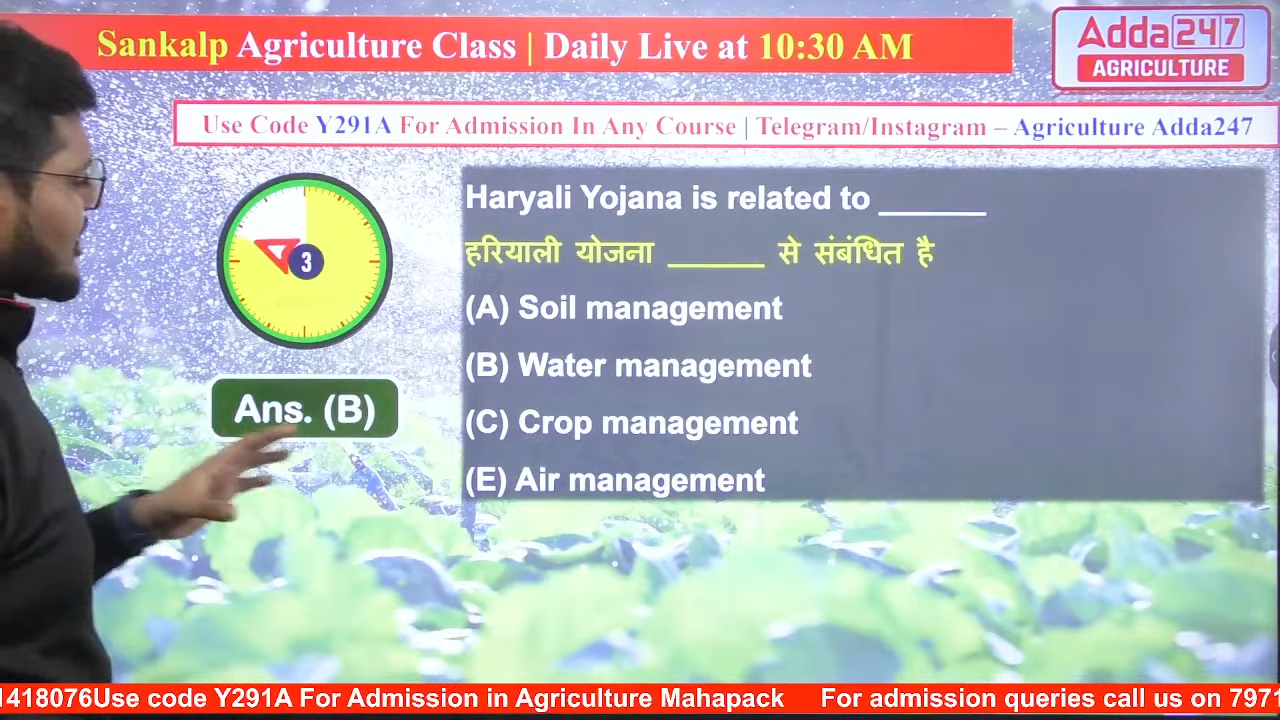 Sankalp Agriculture Class | Daily Live at 10:30 AM
Adda247
AGRICULTURE
Use Code Y291A For Admission In Any Course | Telegram/Instagram – Agriculture Adda247
3
Ans. (B)
Haryali Yojana is related to ______
हरियाली योजना ______ से संबंधित है
(A) Soil management
(B) Water management
(C) Crop management
(E) Air management
1418076Use code Y291A For Admission in Agriculture Mahapack For admission queries call us on 7971